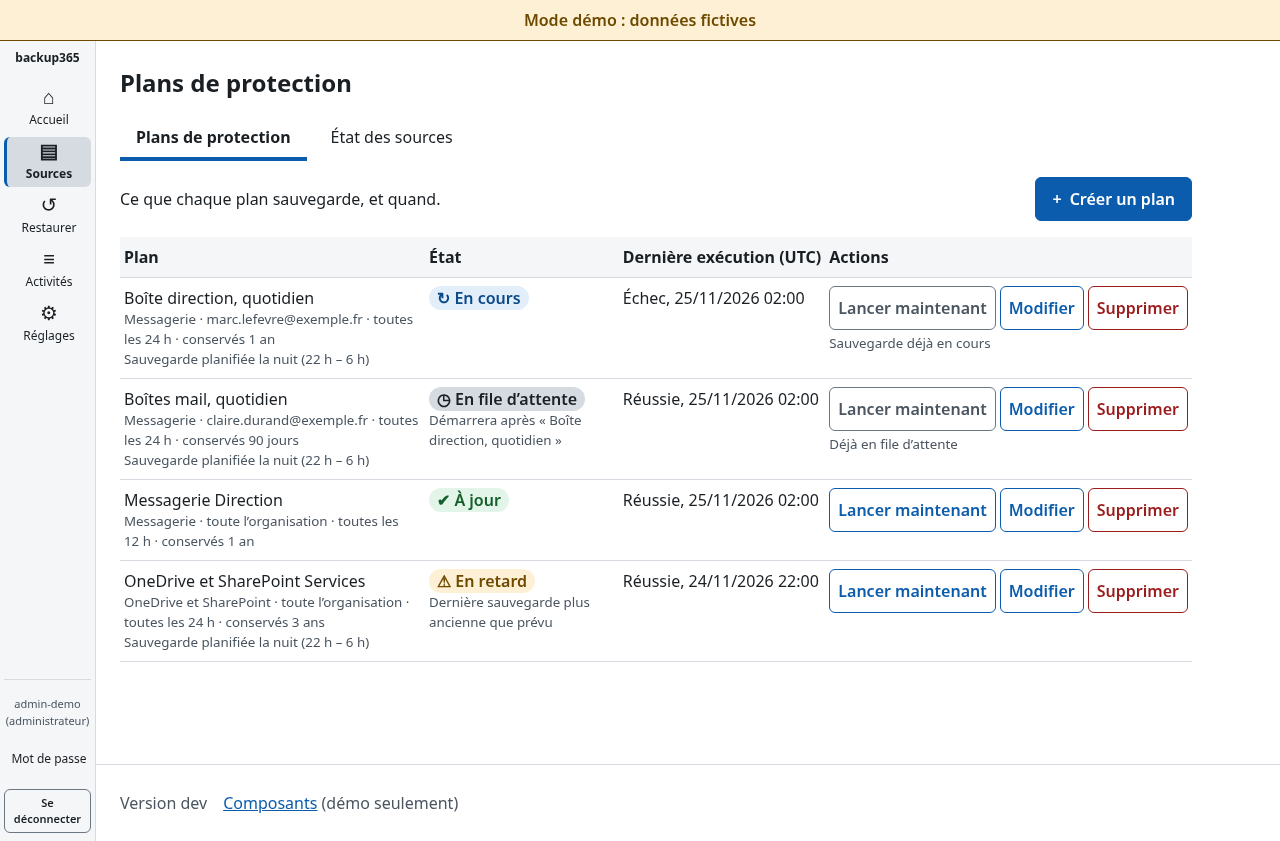 Mode démo : données fictives
backup365
Accueil
Sources
Restaurer
Activités
Réglages
admin-demo
(administrateur)
Mot de passe
Se
déconnecter
Plans de protection
Plans de protection
État des sources
Ce que chaque plan sauvegarde, et quand.
+ Créer un plan
Plan
État
Dernière exécution (UTC)
Actions
Boîte direction, quotidien
Messagerie · marc.lefevre@exemple.fr · toutes
les 24 h · conservés 1 an
Sauvegarde planifiée la nuit (22 h – 6 h)
↻ En cours
Échec, 25/11/2026 02:00
Lancer maintenant
Modifier
Supprimer
Sauvegarde déjà en cours
Boîtes mail, quotidien
Messagerie · claire.durand@exemple.fr · toutes
les 24 h · conservés 90 jours
Sauvegarde planifiée la nuit (22 h – 6 h)
◷ En file d’attente
Démarrera après « Boîte
direction, quotidien »
Réussie, 25/11/2026 02:00
Lancer maintenant
Modifier
Supprimer
Déjà en file d’attente
Messagerie Direction
Messagerie · toute l’organisation · toutes les
12 h · conservés 1 an
✔ À jour
Réussie, 25/11/2026 02:00
Lancer maintenant
Modifier
Supprimer
OneDrive et SharePoint Services
OneDrive et SharePoint · toute l’organisation ·
toutes les 24 h · conservés 3 ans
Sauvegarde planifiée la nuit (22 h – 6 h)
⚠ En retard
Dernière sauvegarde plus
ancienne que prévu
Réussie, 24/11/2026 22:00
Lancer maintenant
Modifier
Supprimer
Version dev
Composants (démo seulement)